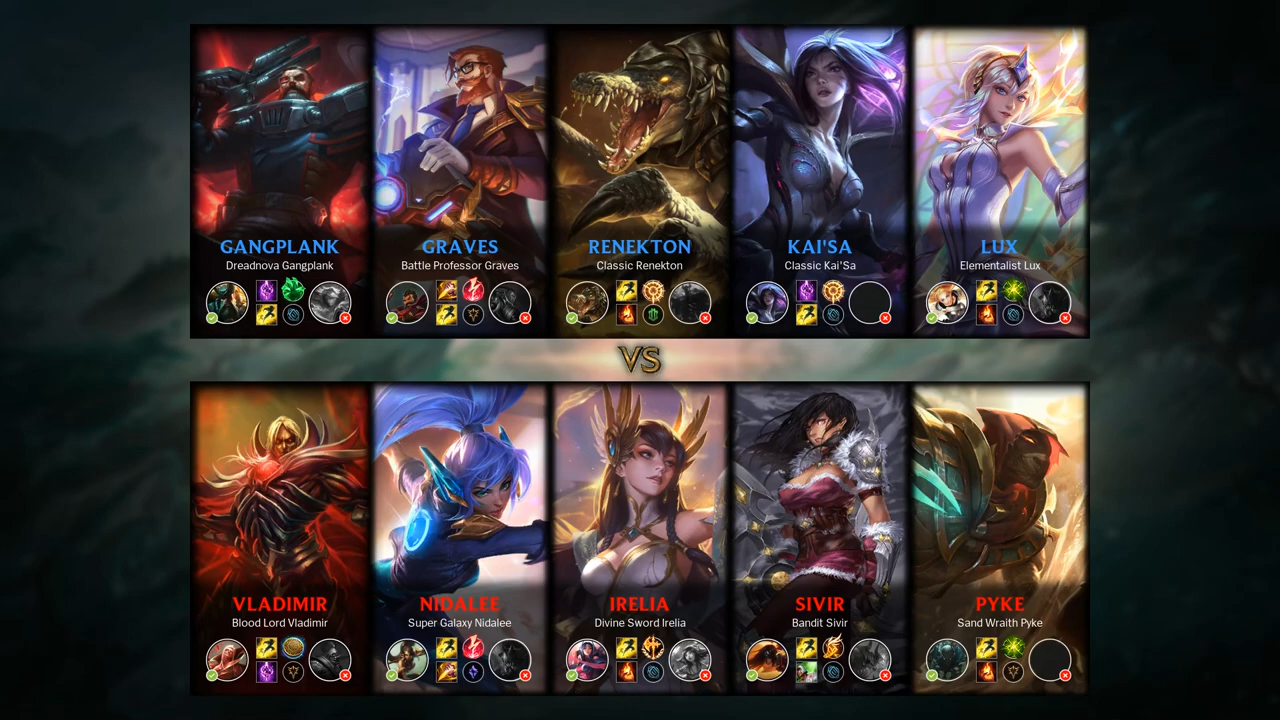 GANGPLANK
Dreadnova Gangplank
GRAVES
Battle Professor Graves
RENEKTON
Classic Renekton
KAI'SA
Classic Kai'Sa
LUX
Elementalist Lux
VS
VLADIMIR
Blood Lord Vladimir
NIDALEE
Super Galaxy Nidalee
IRELIA
Divine Sword Irelia
SIVIR
Bandit Sivir
PYKE
Sand Wraith Pyke